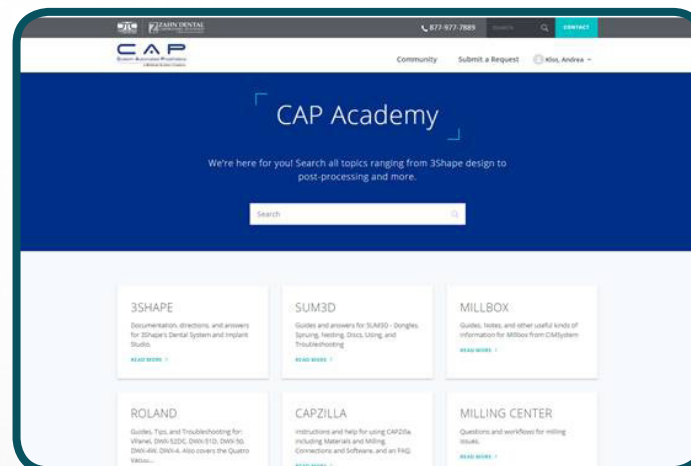 ZAHN DENTAL
877-977-7889
Search
CONTACT
CAP
Community
Submit a Request
Klos, Andrea
CAP Academy
We're here for you! Search all topics ranging from 3Shape design to
post-processing and more.
Search
3SHAPE
Documentation, directions, and answers
for 3Shape's Dental System and Implant
Studio.
READ MORE
SUM3D
Guides and answers for SUM3D - Dongles,
Spruing, Nesting, Discs, Using, and
Troubleshooting
READ MORE
MILLBOX
Guides, Notes, and other useful kinds of
information for Millbox from CIMSystem
READ MORE
ROLAND
Guides, Tips, and Troubleshooting for:
DWX-52DC, DWX-51D, DWX-50,
DWX-4W, DWX-4. Also covers the Quatro
CAPZILLA
Instructions and help for using CAPZilla,
including Materials and Milling,
Connections and Software, and an FAQ.
READ MORE
MILLING CENTER
Questions and workflows for milling
issues.
READ MORE